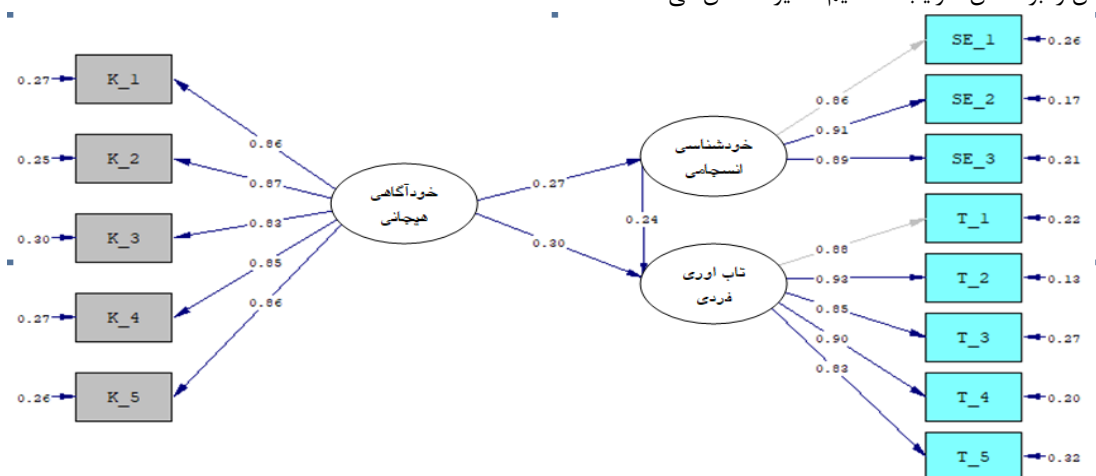 0.27 K_1 0.86
0.25 K_2 0.87
0.30 K_3 0.83
0.27 K_4 0.85
0.26 K_5 0.86
خودآگاهی
هیجانی
0.27
0.30
خودشناسی
انسجامی
0.24
تاب اوری
فردی
0.86 SE_1 0.26
0.91 SE_2 0.17
0.89 SE_3 0.21
0.88 T_1 0.22
0.93 T_2 0.13
0.85 T_3 0.27
0.90 T_4 0.20
0.83 T_5 0.32